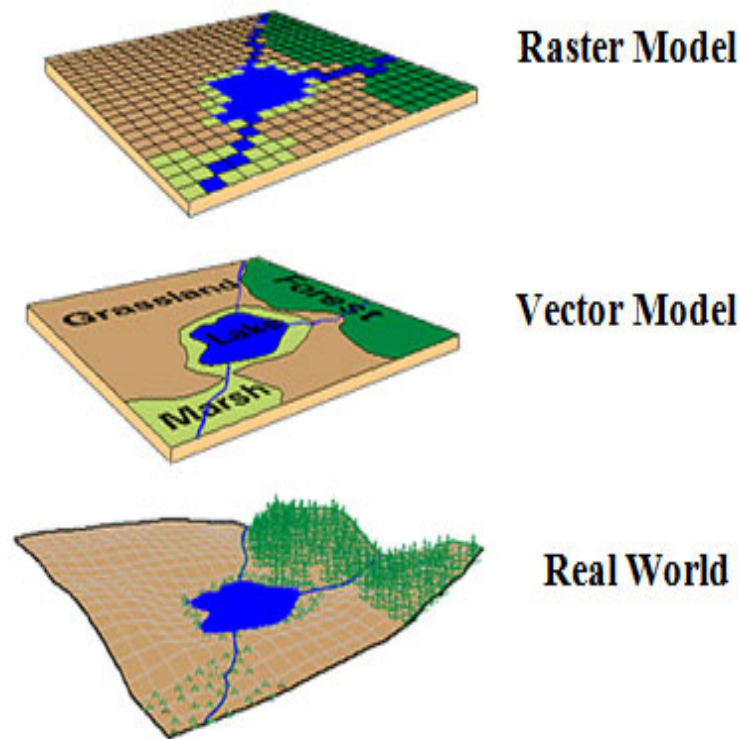 Raster Model
Grassland
Forest
Lake
Marsh
Vector Model
Real World